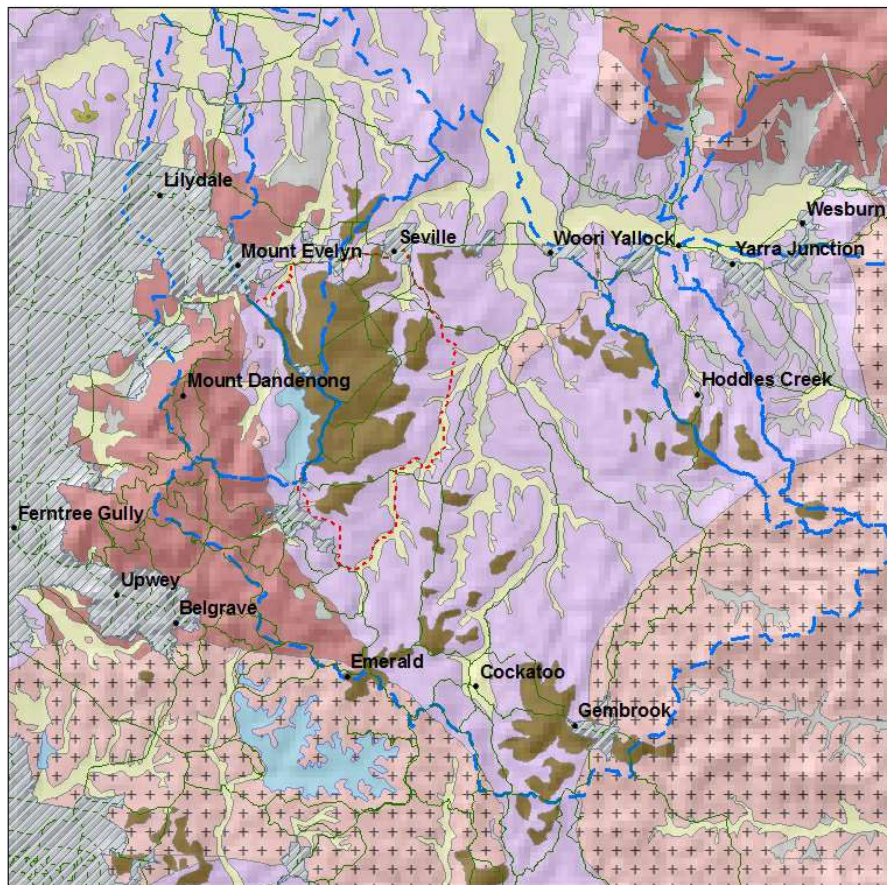 Lilydale
Wesburn
Seville
Woori Yallock
Mount Evelyn
Yarra Junction
Mount Dandenong
Hoddles Creek
Ferntree Gully
Upwey
Belgrave
Emerald
Cockatoo
Gembrook